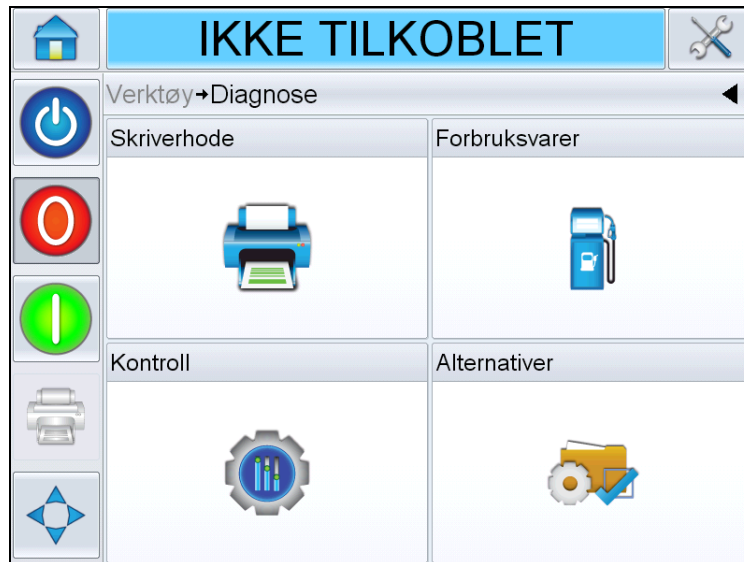 IKKE TILKOBLET
Verktøy→Diagnose
Skriverhode
Forbruksvarer
Kontroll
Alternativer